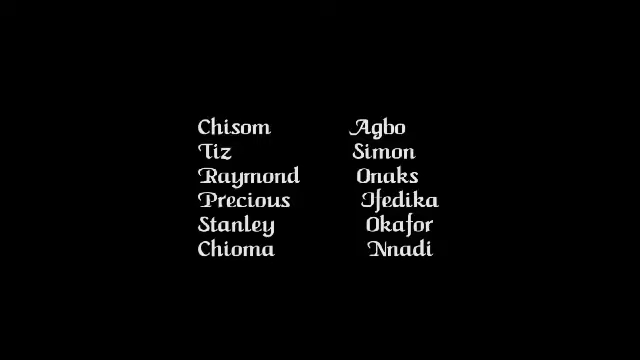 Chisom Agbo
Tiz Simon
Raymond Onaks
Precious Ifedika
Stanley Okafor
Chioma Nnadi